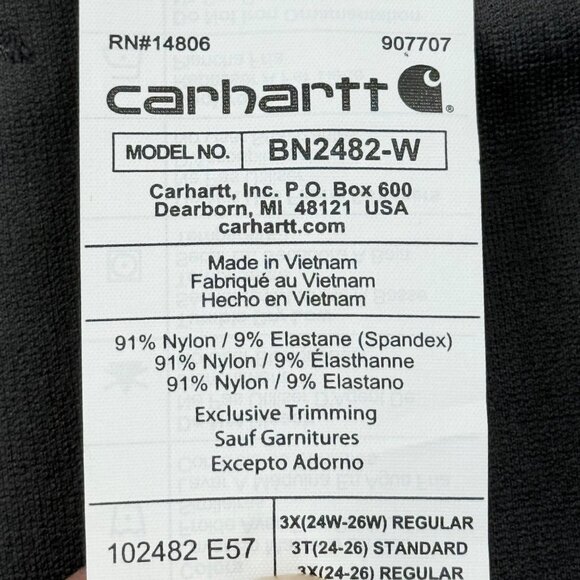 RN#14806 907707
carhartt
MODEL NO. BN2482-W
Carhartt, Inc. P.O. Box 600
Dearborn, MI 48121 USA
carhartt.com
Made in Vietnam
Fabriqué au Vietnam
Hecho en Vietnam
91% Nylon / 9% Elastane (Spandex)
91% Nylon / 9% Élasthanne
91% Nylon / 9% Elastano
Exclusive Trimming
Sauf Garnitures
Excepto Adorno
102482 E57
3X(24W-26W) REGULAR
3T(24-26) STANDARD
3X(24-26) REGULAR